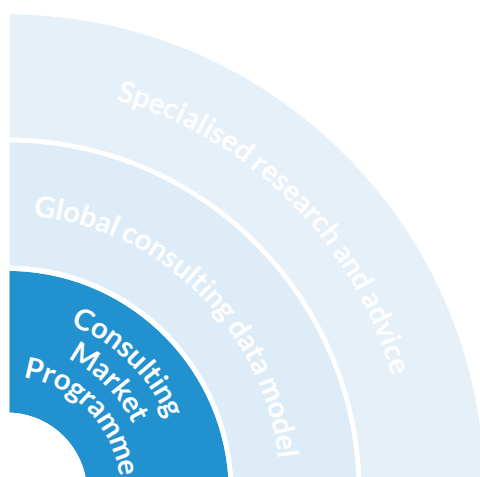 Specialised research and advice
Global consulting data model
Consulting
Market
Programme